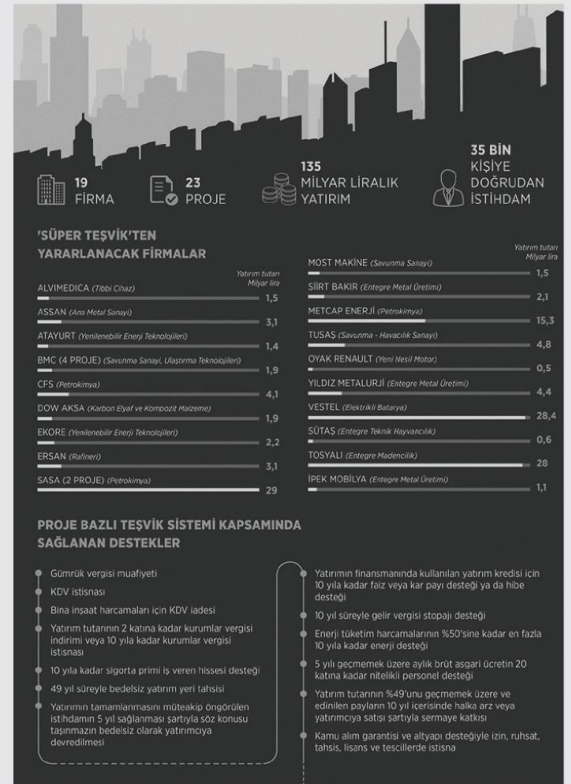 19
FİRMA
23
PROJE
135
MİLYAR LİRALIK
YATIRIM
35 BİN
KİŞİYE
DOĞRUDAN
İSTİHDAM
'SÜPER TEŞVİK'TEN
YARARLANACAK FİRMALAR
Yatırım tutarı
Milyar lira
ALVIMEDICA (Tıbbi Cihaz)
1,5
ASSAN (Ana Metal Sanayi)
3,1
ATAYURT (Yenilenebilir Enerji Teknolojileri)
1,4
BMC (4 PROJE) (Savunma Sanayi, Ulaştırma Teknolojileri)
1,9
CFS (Petrokimya)
4,1
DOW AKSA (Karbon Elyaf ve Kompozit Malzeme)
1,9
EKORE (Yenilenebilir Enerji Teknolojileri)
2,2
ERSAN (Rafineri)
3,1
SASA (2 PROJE) (Petrokimya)
29
Yatırım tutarı
Milyar lira
MOST MAKİNE (Savunma Sanayi)
1,5
SİİRT BAKIR (Entegre Metal Üretimi)
2,1
METCAP ENERJİ (Petrokimya)
15,3
TUSAŞ (Savunma - Havacılık Sanayi)
4,8
OYAK RENAULT (Yeni Nesil Motor)
0,5
YILDIZ METALURJİ (Entegre Metal Üretimi)
4,4
VESTEL (Elektrikli Batarya)
28,4
SÜTAŞ (Entegre Teknik Hayvancılık)
0,6
TOSYALI (Entegre Madencilik)
28
İPEK MOBİLYA (Entegre Metal Üretimi)
1,1
PROJE BAZLI TEŞVİK SİSTEMİ KAPSAMINDA
SAĞLANAN DESTEKLER
Gümrük vergisi muafiyeti
KDV istisnası
Bina inşaat harcamaları için KDV iadesi
Yatırım tutarının 2 katına kadar kurumlar vergisi
indirimi veya 10 yıla kadar kurumlar vergisi
istisnası
10 yıla kadar sigorta primi iş veren hissesi desteği
49 yıl süreyle bedelsiz yatırım yeri tahsisi
Yatırımın tamamlanmasını müteakip öngörülen
istihdamın 5 yıl sağlanması şartıyla söz konusu
taşınmazın bedelsiz olarak yatırımcıya
devredilmesi
Yatırımın finansmanında kullanılan yatırım kredisi için
10 yıla kadar faiz veya kar payı desteği ya da hibe
desteği
10 yıl süreyle gelir vergisi stopajı desteği
Enerji tüketim harcamalarının %50'sine kadar en fazla
10 yıla kadar enerji desteği
5 yılı geçmemek üzere aylık brüt asgari ücretin 20
katına kadar nitelikli personel desteği
Yatırım tutarının %49'unu geçmemek üzere ve
edinilen payların 10 yıl içerisinde halka arz veya
yatırımcıya satışı şartıyla sermaye katkısı
Kamu alım garantisi ve altyapı desteğiyle izin, ruhsat,
tahsis, lisans ve tescillerde istisna